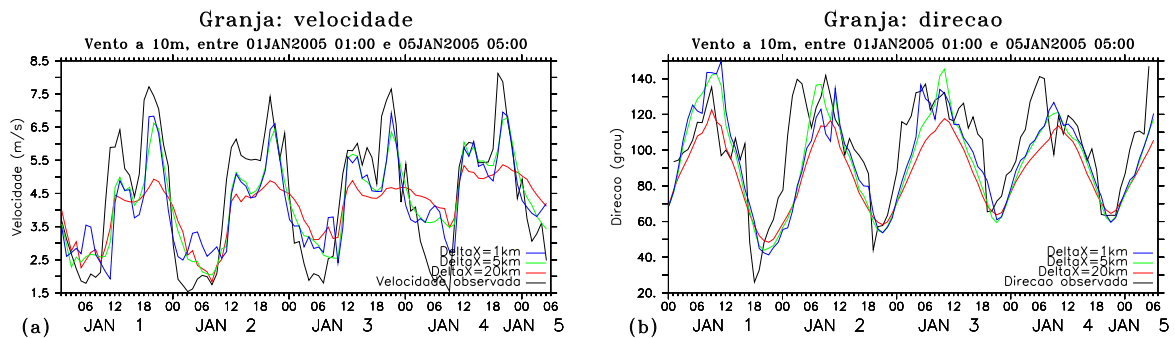 Granja: velocidade
Vento a 10m, entre 01JAN2005 01:00 e 05JAN2005 05:00
Velocidade (m/s)
8.5
7.5
6.5
5.5
4.5
3.5
2.5
1.5
DeltaX=1km
DeltaX=5km
DeltaX=20km
Velocidade observada
06 12 18 00 06 12 18 00 06 12 18 00 06 12 18 00 06
(a) JAN 1 JAN 2 JAN 3 JAN 4 JAN 5
Granja: direcao
Vento a 10m, entre 01JAN2005 01:00 e 05JAN2005 05:00
Direcao (grau)
140.
120.
100.
80.
60.
40.
20.
DeltaX=1km
DeltaX=5km
DeltaX=20km
Direcao observada
00 06 12 18 00 06 12 18 00 06 12 18 00 06 12 18 00 06
(b) JAN 1 JAN 2 JAN 3 JAN 4 JAN 5